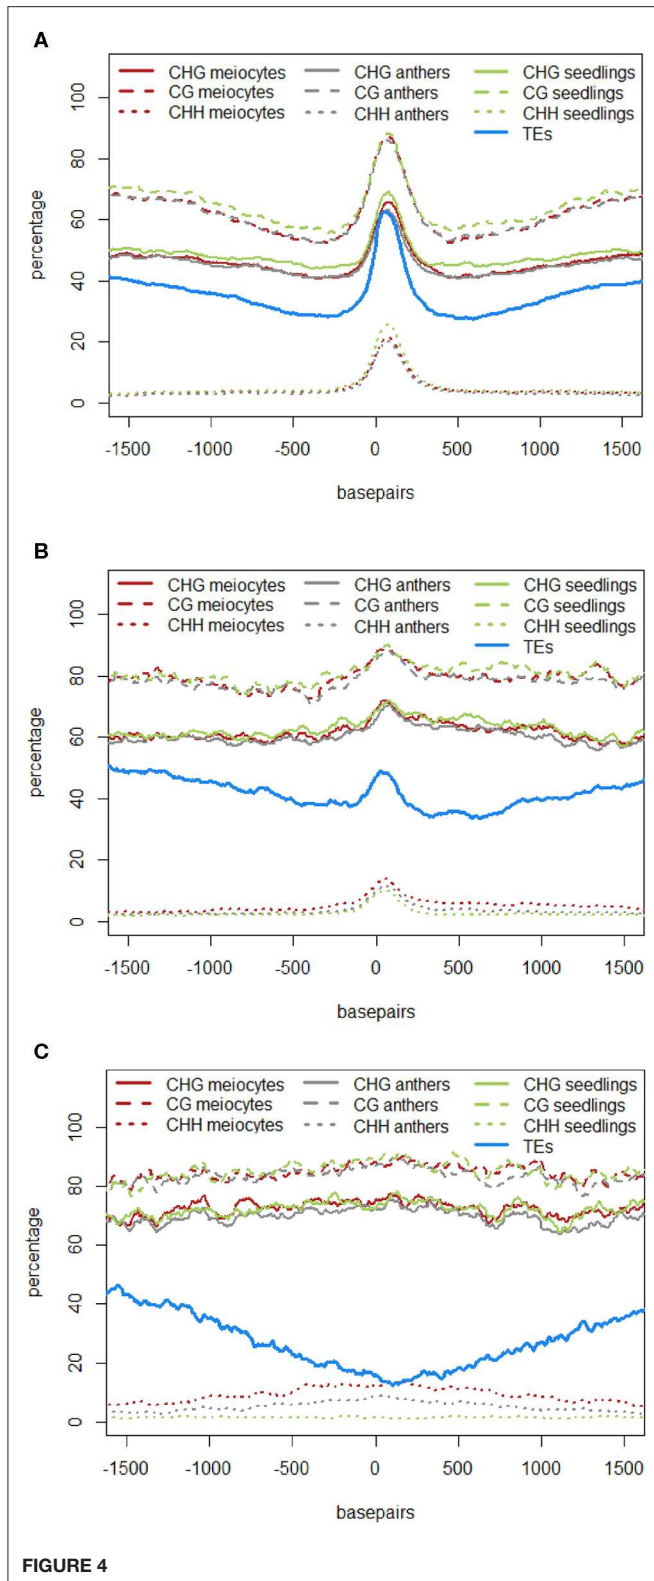 A
CHG meiocytes CHG anthers CHG seedlings
CG meiocytes CG anthers CG seedlings
CHH meiocytes CHH anthers CHH seedlings
TEs
percentage
100
80
60
40
20
0
-1500 -1000 -500 0 500 1000 1500
basepairs
B
CHG meiocytes CHG anthers CHG seedlings
CG meiocytes CG anthers CG seedlings
CHH meiocytes CHH anthers CHH seedlings
TEs
percentage
100
80
60
40
20
0
-1500 -1000 -500 0 500 1000 1500
basepairs
C
CHG meiocytes CHG anthers CHG seedlings
CG meiocytes CG anthers CG seedlings
CHH meiocytes CHH anthers CHH seedlings
TEs
percentage
100
80
60
40
20
0
-1500 -1000 -500 0 500 1000 1500
basepairs
FIGURE 4